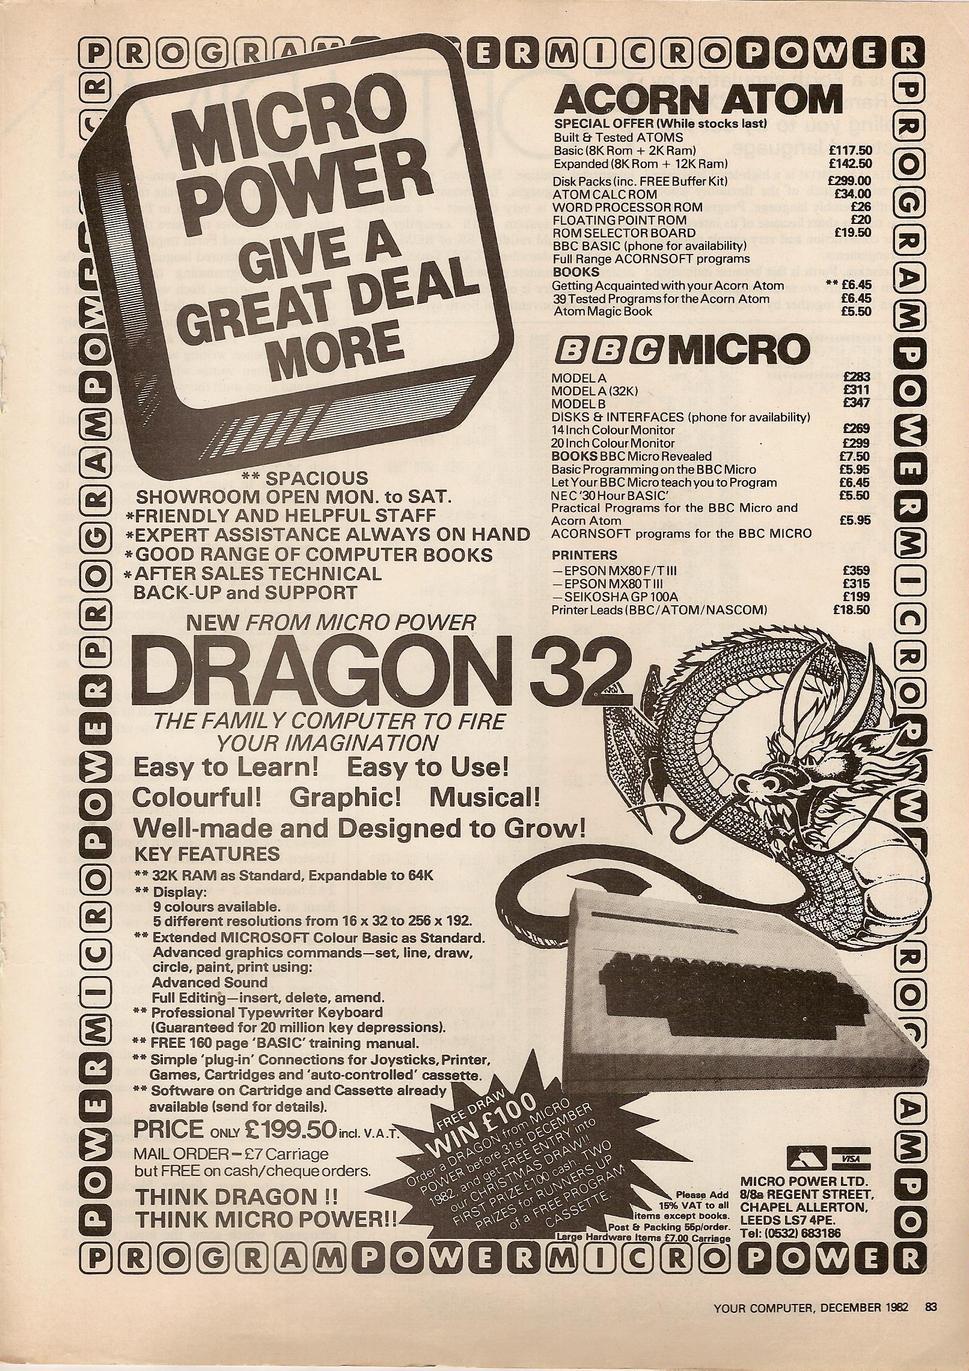 PROGRAMPOWERMICROPOWER
MICRO
POWER
GIVE A
GREAT DEAL
MORE
** SPACIOUS
SHOWROOM OPEN MON. to SAT.
*FRIENDLY AND HELPFUL STAFF
*EXPERT ASSISTANCE ALWAYS ON HAND
*GOOD RANGE OF COMPUTER BOOKS
*AFTER SALES TECHNICAL
BACK-UP and SUPPORT
ACORN ATOM
SPECIAL OFFER (While stocks last)
Built & Tested ATOMS
Basic (8K Rom + 2K Ram) £117.50
Expanded (8K Rom + 12K Ram) £142.50
Disk Packs (inc. FREE Buffer Kit) £299.00
ATOM CALC ROM £34.00
WORD PROCESSOR ROM £26
FLOATING POINT ROM £20
ROM SELECTOR BOARD £19.50
BBC BASIC (phone for availability)
Full Range ACORNSOFT programs
BOOKS
Getting Acquainted with your Acorn Atom ** £6.45
39 Tested Programs for the Acorn Atom £6.45
Atom Magic Book £5.50
BBC MICRO
MODEL A £283
MODEL A (32K) £311
MODEL B £347
DISKS & INTERFACES (phone for availability)
14 Inch Colour Monitor £269
20 Inch Colour Monitor £299
BOOKS BBC Micro Revealed £7.50
Basic Programming on the BBC Micro £5.95
Let Your BBC Micro teach you to Program £6.45
NEC '30 Hour BASIC' £5.50
Practical Programs for the BBC Micro and
Acorn Atom £5.95
ACORNSOFT programs for the BBC MICRO
PRINTERS
—EPSON MX80 F/T III £359
—EPSON MX80 T III £315
—SEIKOSHA GP 100A £199
Printer Leads (BBC/ATOM/NASCOM) £18.50
NEW FROM MICRO POWER
DRAGON 32
THE FAMILY COMPUTER TO FIRE
YOUR IMAGINATION
Easy to Learn! Easy to Use!
Colourful! Graphic! Musical!
Well-made and Designed to Grow!
KEY FEATURES
** 32K RAM as Standard, Expandable to 64K
** Display:
9 colours available.
5 different resolutions from 16 x 32 to 256 x 192.
** Extended MICROSOFT Colour Basic as Standard.
Advanced graphics commands—set, line, draw,
circle, paint, print using:
Advanced Sound
Full Editing—insert, delete, amend.
** Professional Typewriter Keyboard
(Guaranteed for 20 million key depressions).
** FREE 160 page 'BASIC' training manual.
** Simple 'plug-in' Connections for Joysticks, Printer,
Games, Cartridges and 'auto-controlled' cassette.
** Software on Cartridge and Cassette already
available (send for details).
PRICE ONLY £199.50 incl. V.A.T.
MAIL ORDER – £7 Carriage
but FREE on cash/cheque orders.
THINK DRAGON !!
THINK MICRO POWER!!
FREE DRAW
WIN £100
Order a DRAGON from MICRO
POWER before 31st DECEMBER
1982, and get FREE ENTRY into
our CHRISTMAS DRAW!!
FIRST PRIZE £100 cash. TWO
PRIZES for RUNNERS UP
of a FREE PROGRAM
CASSETTE.
Please Add
15% VAT to all
items except books.
Post & Packing 55p/order.
Large Hardware Items £7.00 Carriage
VISA
MICRO POWER LTD.
8/8a REGENT STREET,
CHAPEL ALLERTON,
LEEDS LS7 4PE.
Tel: (0532) 683186
PROGRAMPOWERMICROPOWER
YOUR COMPUTER, DECEMBER 1982 83